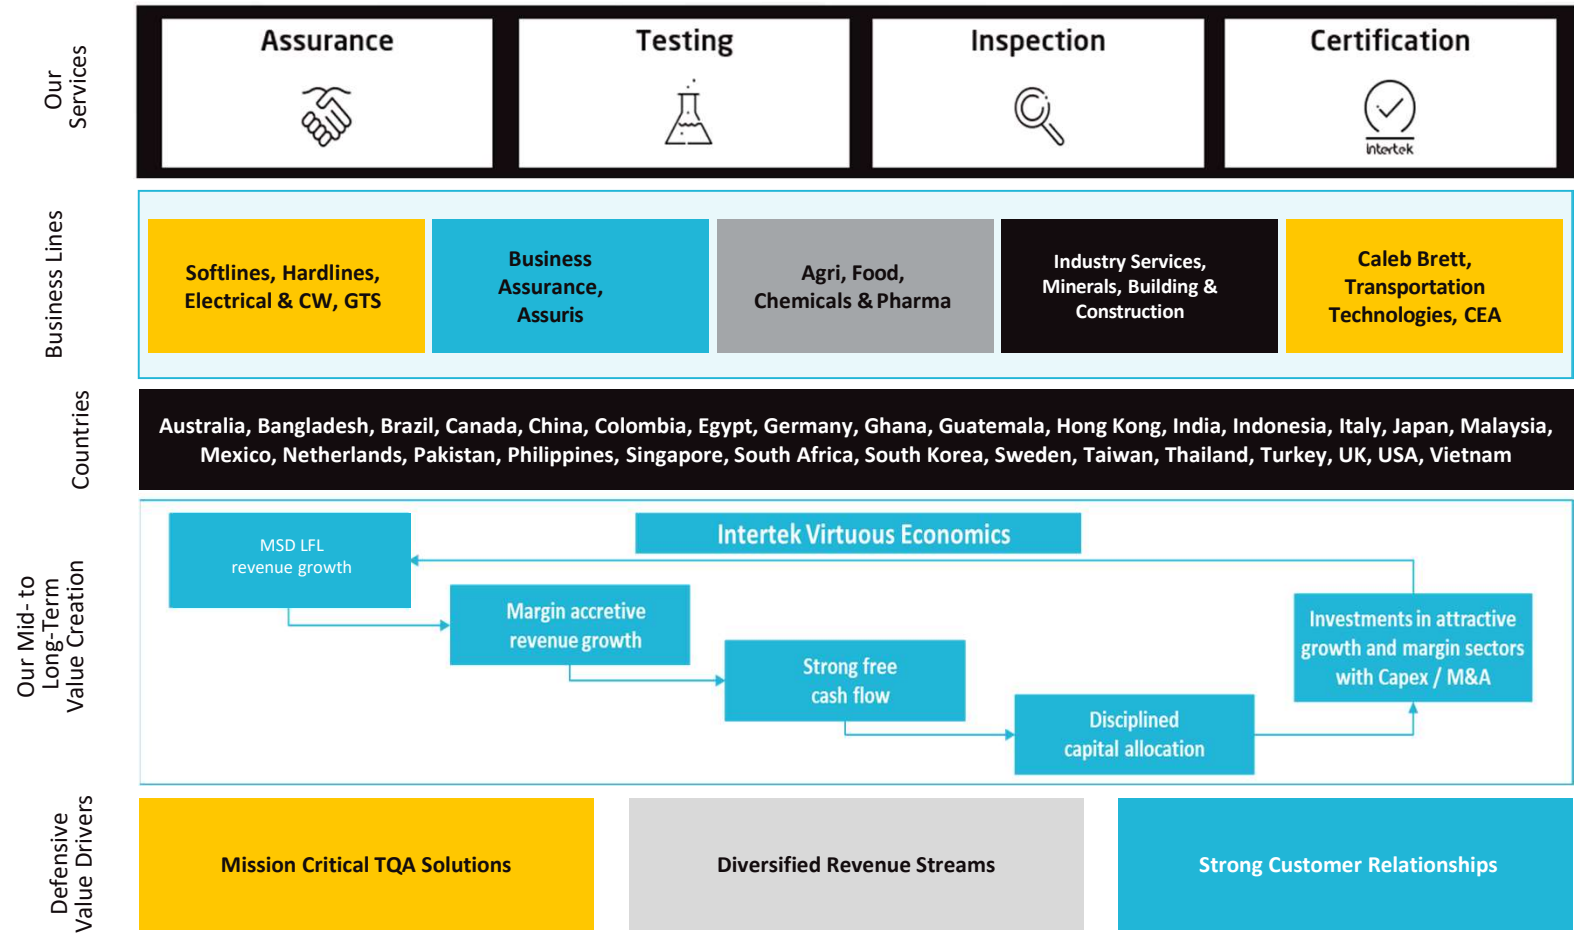 Our
Services
Assurance
Testing
Inspection
Certification
intertek
Business Lines
Softlines, Hardlines,
Electrical & CW, GTS
Business
Assurance,
Assuris
Agri, Food,
Chemicals & Pharma
Industry Services,
Minerals, Building &
Construction
Caleb Brett,
Transportation
Technologies, CEA
Countries
Australia, Bangladesh, Brazil, Canada, China, Colombia, Egypt, Germany, Ghana, Guatemala, Hong Kong, India, Indonesia, Italy, Japan, Malaysia,
Mexico, Netherlands, Pakistan, Philippines, Singapore, South Africa, South Korea, Sweden, Taiwan, Thailand, Turkey, UK, USA, Vietnam
Our Mid- to
Long-Term
Value Creation
Intertek Virtuous Economics
MSD LFL
revenue growth
Margin accretive
revenue growth
Strong free
cash flow
Disciplined
capital allocation
Investments in attractive
growth and margin sectors
with Capex / M&A
Defensive
Value Drivers
Mission Critical TQA Solutions
Diversified Revenue Streams
Strong Customer Relationships